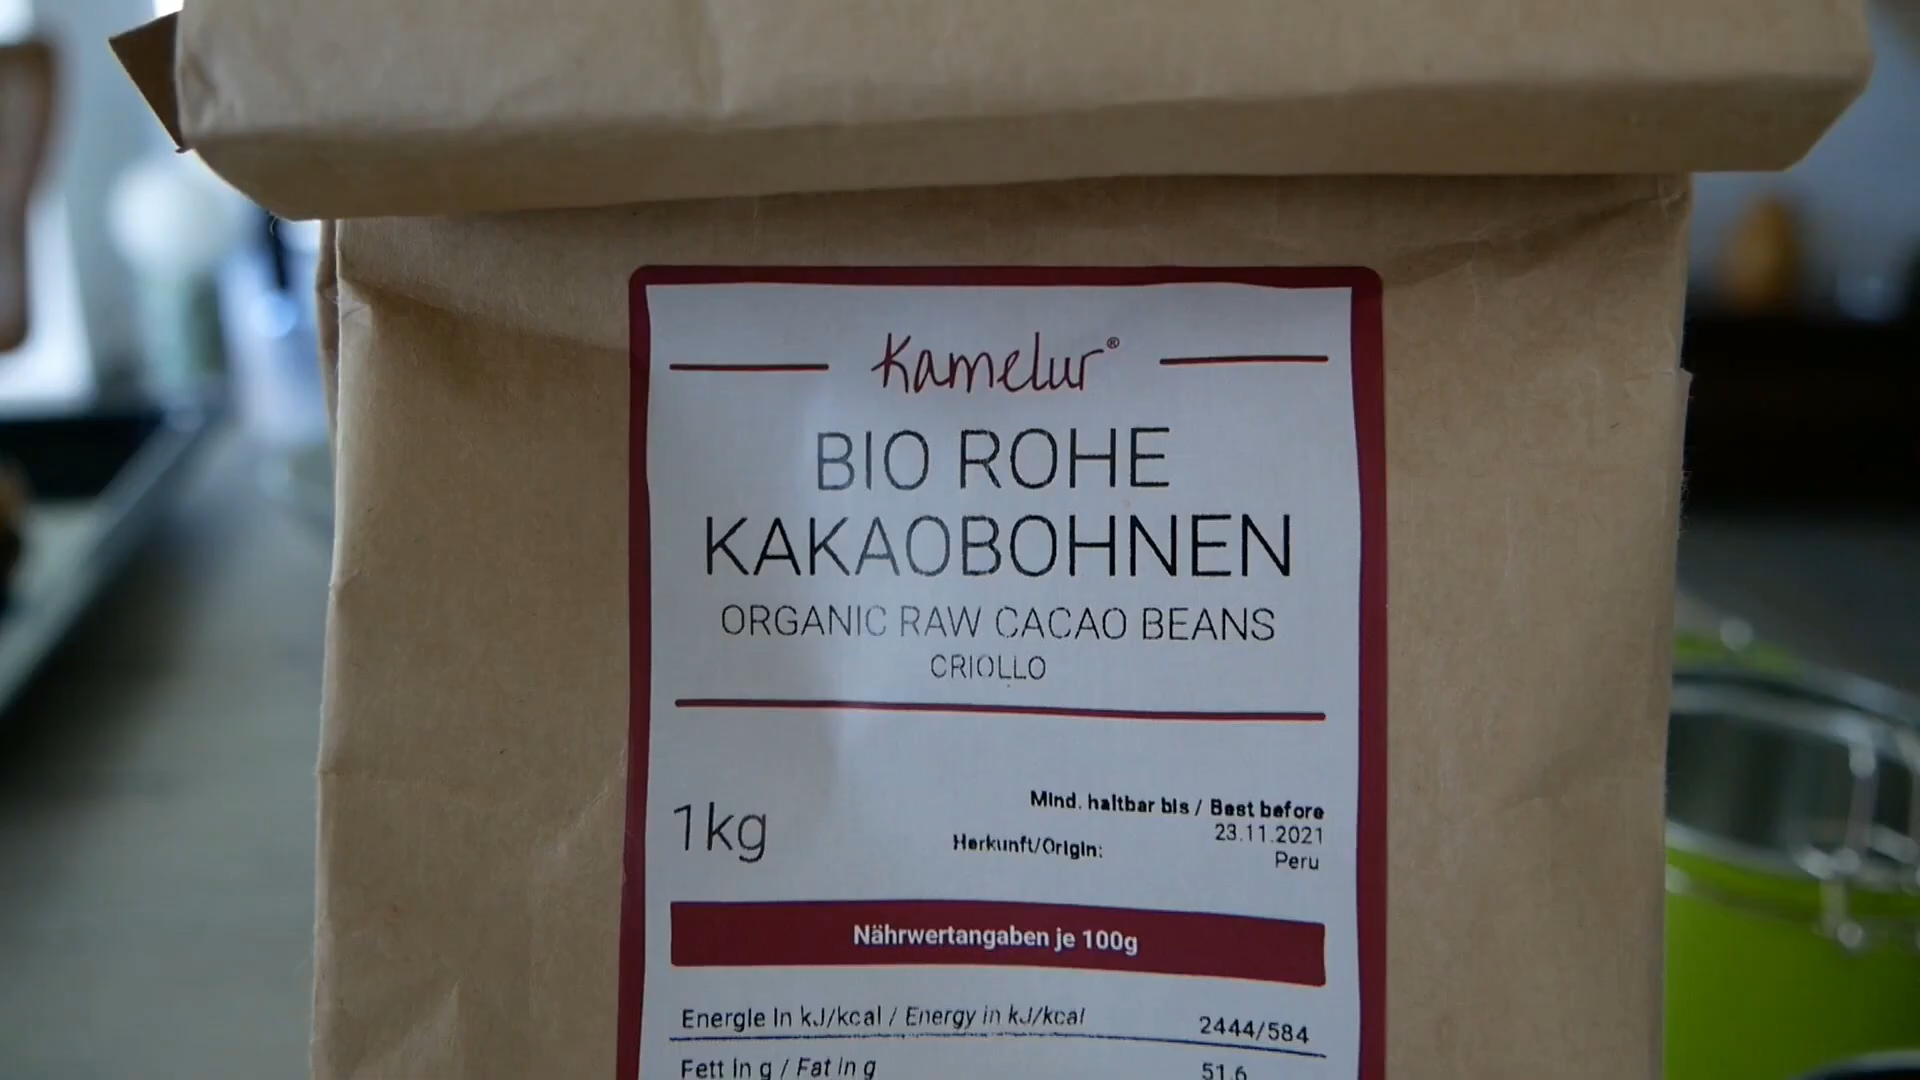 Kamelur®
BIO ROHE
KAKAOBOHNEN
ORGANIC RAW CACAO BEANS
CRIOLLO
1kg
Mind. haltbar bis / Best before
23.11.2021
Herkunft/Origin:
Peru
Nährwertangaben je 100g
Energie in kJ/kcal / Energy in kJ/kcal 2444/584
Fett in g / Fat in g 51,6